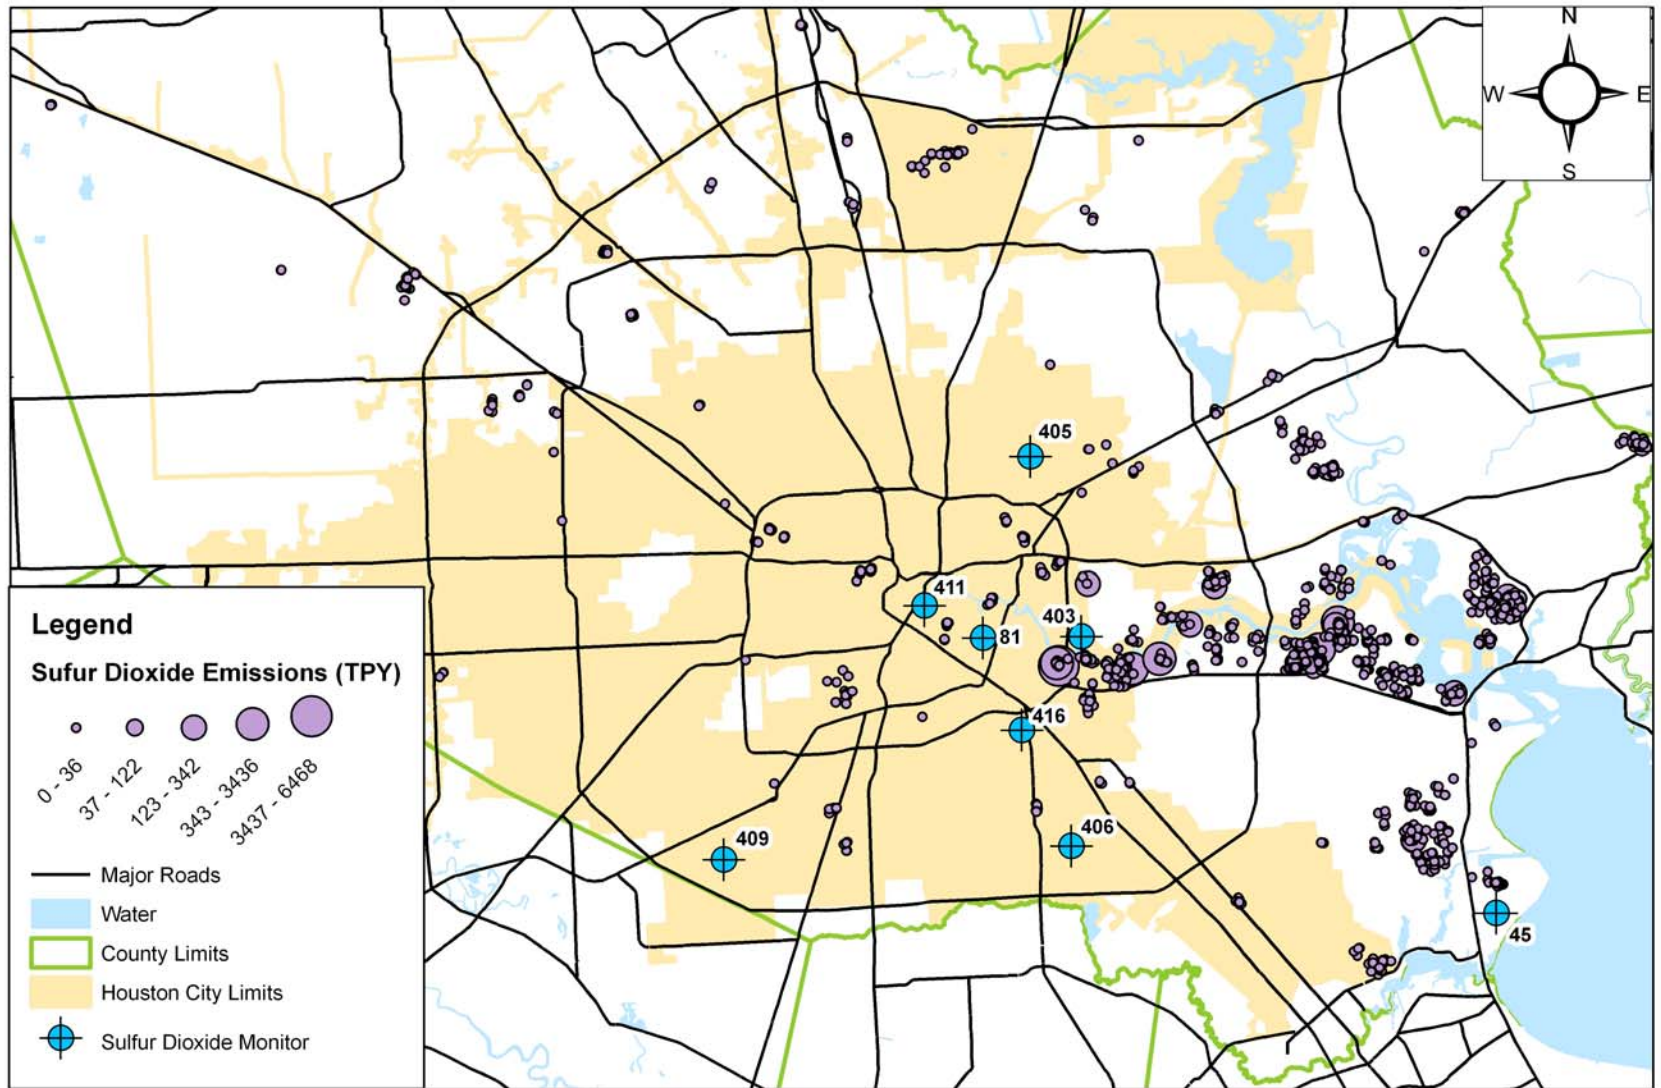 N
W
E
S
405
411
81
403
416
409
406
45
Legend
Sufur Dioxide Emissions (TPY)
0 - 36
37 - 122
123 - 342
343 - 3436
3437 - 6468
Major Roads
Water
County Limits
Houston City Limits
Sulfur Dioxide Monitor